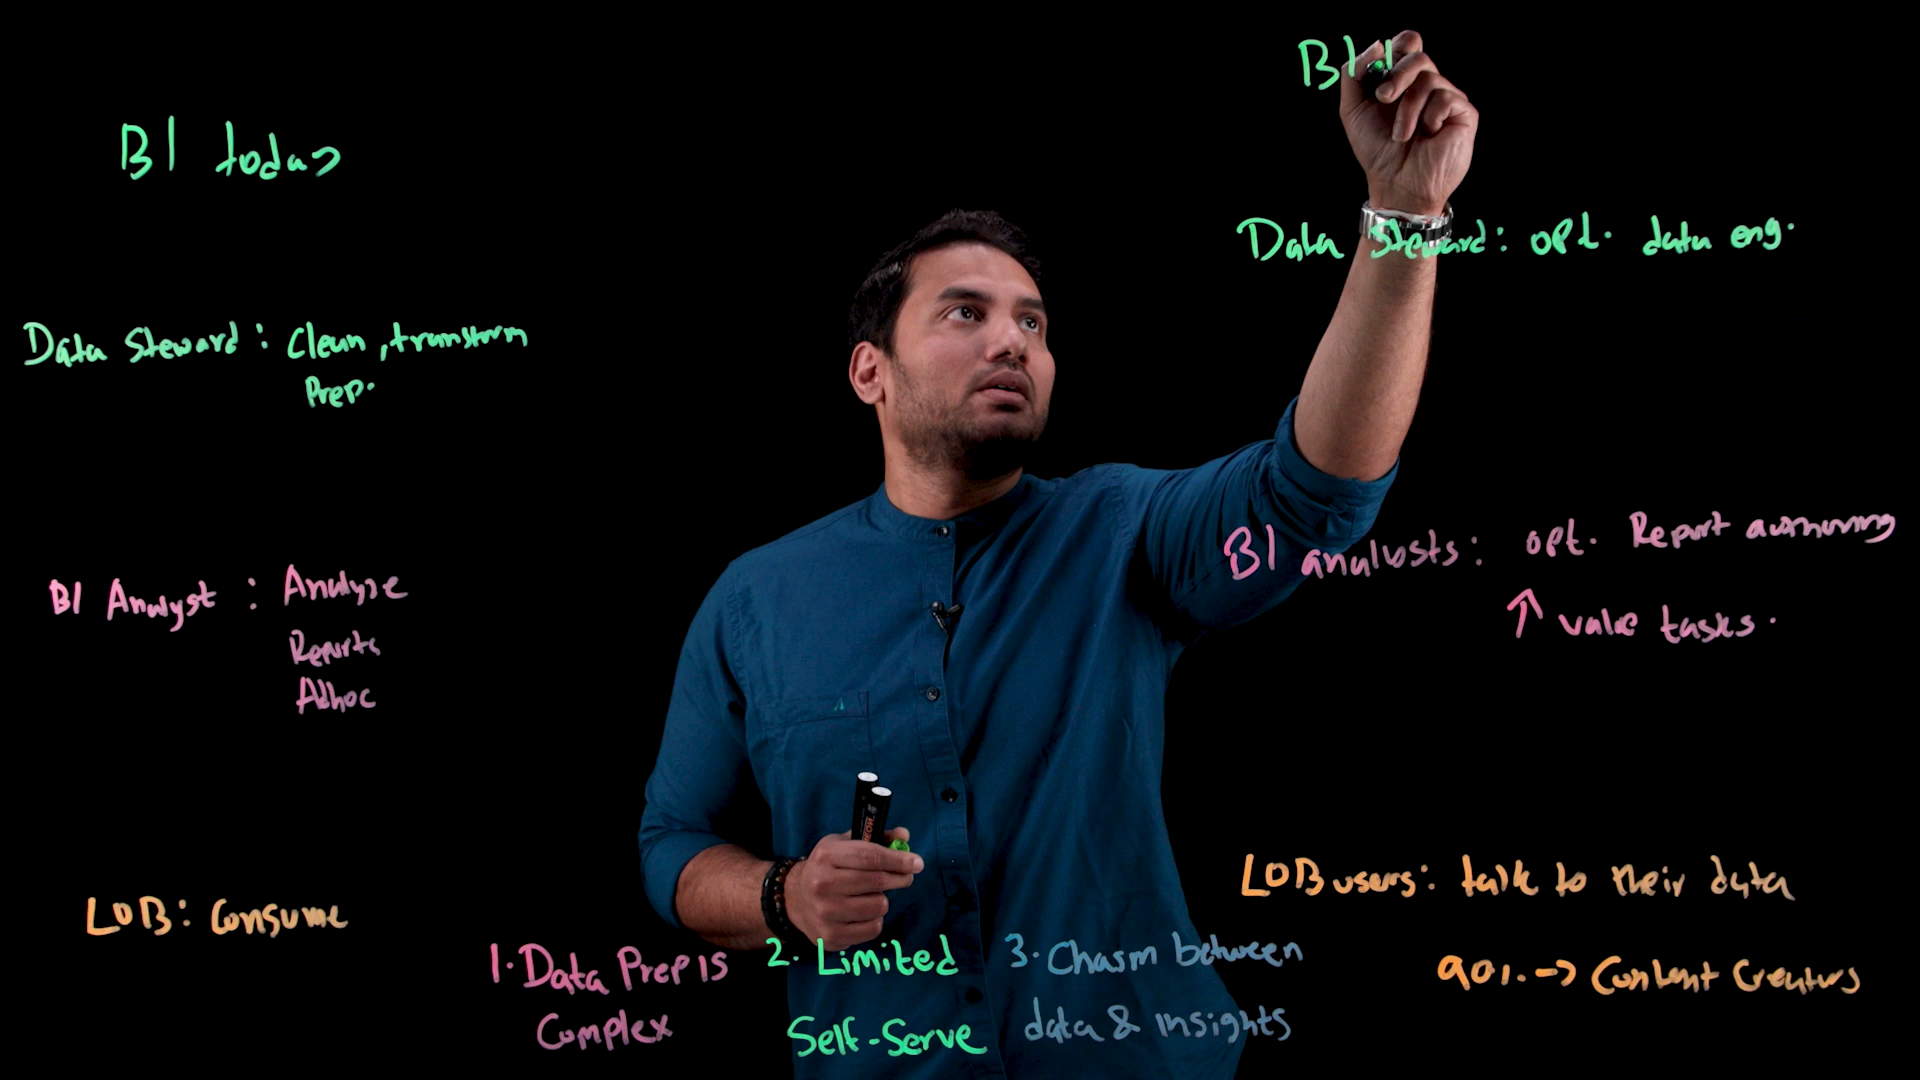 BI today
Data Steward: Clean, transform
Prep.
BI Analyst: Analyze
Reports
Adhoc
LOB: Consume
1. Data Prep is
Complex
2. Limited
Self-Serve
3. Chasm between
data & insights
BI
Data Steward: opt. data eng.
BI analysts: opt. Report authoring
↑ value tasks.
LOB users: talk to their data
90%. -> Content Creators